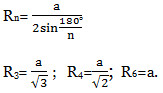 Rₙ = a / (2sin 180° / n)
R₃= a / √3 ; R₄= a / √2; R₆=a.